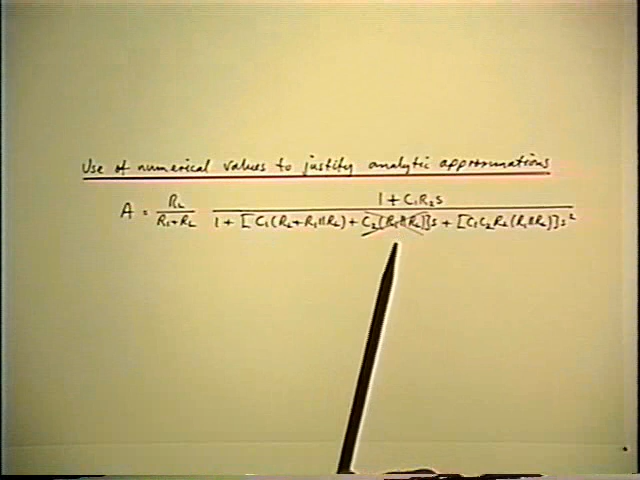 Use of numerical values to justify analytic approximations
A = R_L/(R_1+R_L) (1 + C_1R_2s)/(1 + [C_1(R_2+R_1||R_L) + C_2(R_1||R_L)]s + [C_1C_2R_2(R_1||R_L)]s^2)